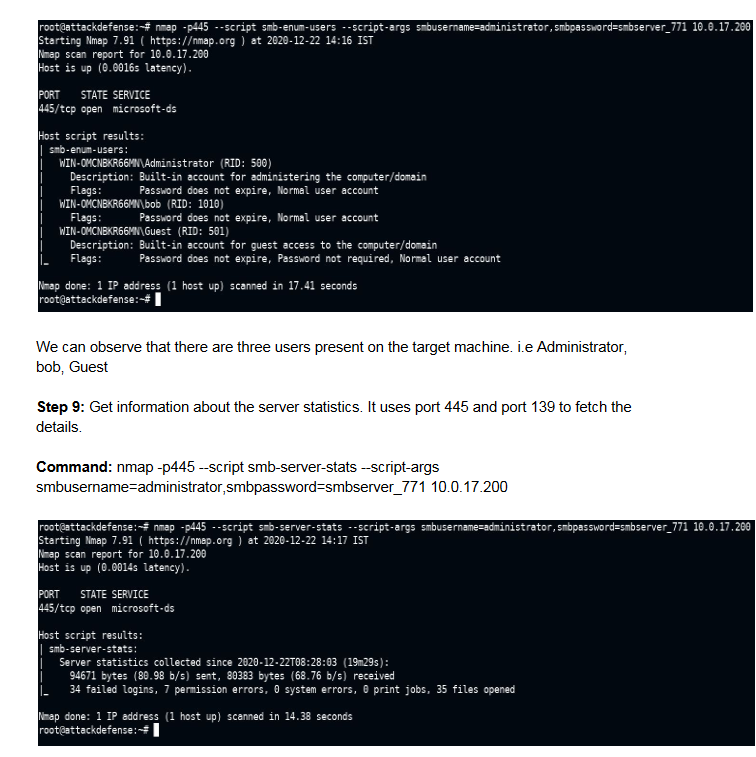 root@attackdefense:~# nmap -p445 --script smb-enum-users --script-args smbusername=administrator,smbpassword=smbserver_771 10.0.17.200
Starting Nmap 7.91 ( https://nmap.org ) at 2020-12-22 14:16 IST
Nmap scan report for 10.0.17.200
Host is up (0.0016s latency).

PORT    STATE SERVICE
445/tcp open  microsoft-ds

Host script results:
| smb-enum-users:
|   WIN-OMCNBKR66MN\Administrator (RID: 500)
|     Description: Built-in account for administering the computer/domain
|     Flags:       Password does not expire, Normal user account
|   WIN-OMCNBKR66MN\bob (RID: 1010)
|     Flags:       Password does not expire, Normal user account
|   WIN-OMCNBKR66MN\Guest (RID: 501)
|     Description: Built-in account for guest access to the computer/domain
|_    Flags:       Password does not expire, Password not required, Normal user account

Nmap done: 1 IP address (1 host up) scanned in 17.41 seconds
root@attackdefense:~#
We can observe that there are three users present on the target machine. i.e Administrator,
bob, Guest
Step 9: Get information about the server statistics. It uses port 445 and port 139 to fetch the
details.
Command: nmap -p445 --script smb-server-stats --script-args
smbusername=administrator,smbpassword=smbserver_771 10.0.17.200
root@attackdefense:~# nmap -p445 --script smb-server-stats --script-args smbusername=administrator,smbpassword=smbserver_771 10.0.17.200
Starting Nmap 7.91 ( https://nmap.org ) at 2020-12-22 14:17 IST
Nmap scan report for 10.0.17.200
Host is up (0.0014s latency).

PORT    STATE SERVICE
445/tcp open  microsoft-ds

Host script results:
| smb-server-stats:
|   Server statistics collected since 2020-12-22T08:28:03 (19m29s):
|     94671 bytes (80.98 b/s) sent, 80383 bytes (68.76 b/s) received
|_    34 failed logins, 7 permission errors, 0 system errors, 0 print jobs, 35 files opened

Nmap done: 1 IP address (1 host up) scanned in 14.38 seconds
root@attackdefense:~#